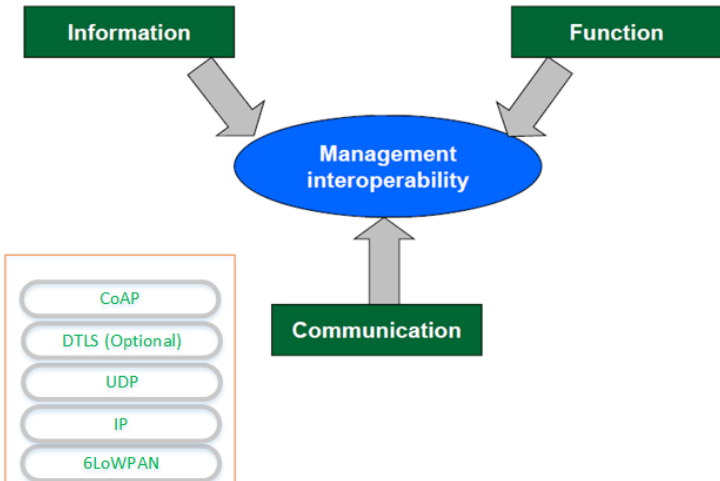 Information
Function
Management
interoperability
Communication
CoAP
DTLS (Optional)
UDP
IP
6LoWPAN